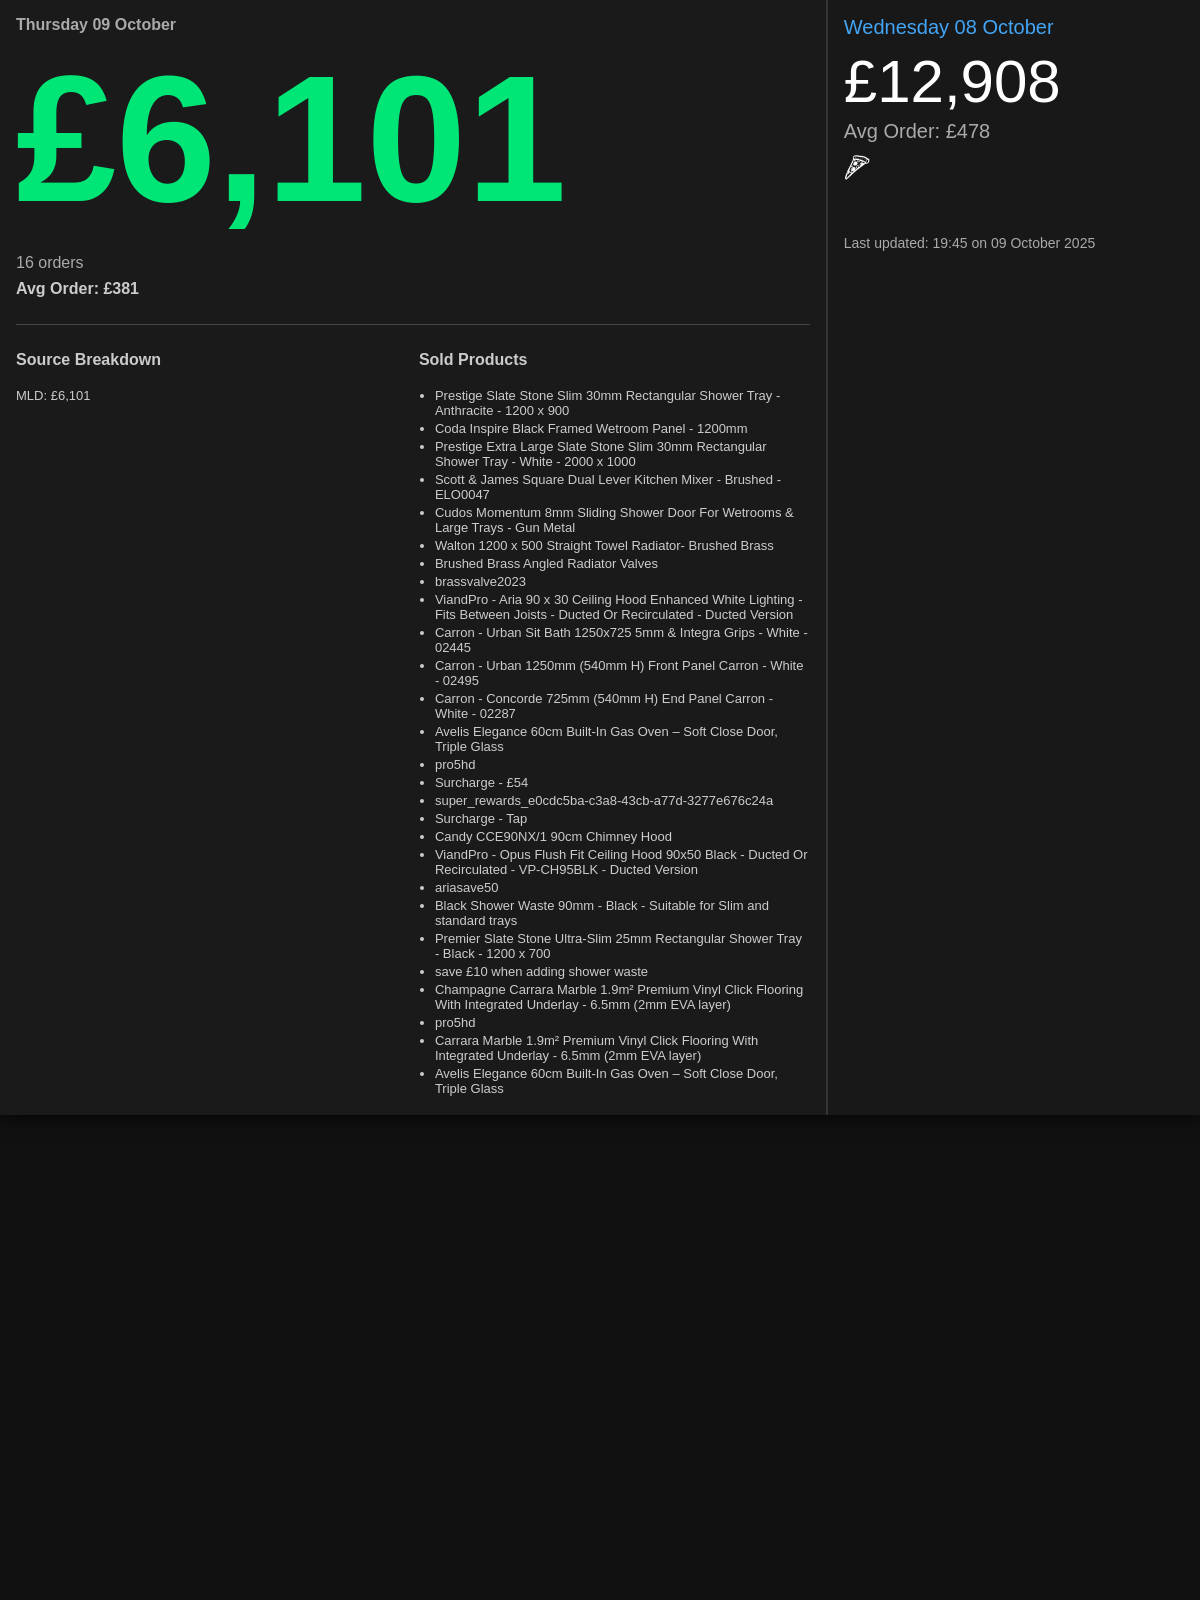 Thursday 09 October
£6,101
16 orders
Avg Order: £381
Source Breakdown
MLD: £6,101
Sold Products
• Prestige Slate Stone Slim 30mm Rectangular Shower Tray -
Anthracite - 1200 x 900
• Coda Inspire Black Framed Wetroom Panel - 1200mm
• Prestige Extra Large Slate Stone Slim 30mm Rectangular
Shower Tray - White - 2000 x 1000
• Scott & James Square Dual Lever Kitchen Mixer - Brushed -
ELO0047
• Cudos Momentum 8mm Sliding Shower Door For Wetrooms &
Large Trays - Gun Metal
• Walton 1200 x 500 Straight Towel Radiator- Brushed Brass
• Brushed Brass Angled Radiator Valves
• brassvalve2023
• ViandPro - Aria 90 x 30 Ceiling Hood Enhanced White Lighting -
Fits Between Joists - Ducted Or Recirculated - Ducted Version
• Carron - Urban Sit Bath 1250x725 5mm & Integra Grips - White -
02445
• Carron - Urban 1250mm (540mm H) Front Panel Carron - White
- 02495
• Carron - Concorde 725mm (540mm H) End Panel Carron -
White - 02287
• Avelis Elegance 60cm Built-In Gas Oven – Soft Close Door,
Triple Glass
• pro5hd
• Surcharge - £54
• super_rewards_e0cdc5ba-c3a8-43cb-a77d-3277e676c24a
• Surcharge - Tap
• Candy CCE90NX/1 90cm Chimney Hood
• ViandPro - Opus Flush Fit Ceiling Hood 90x50 Black - Ducted Or
Recirculated - VP-CH95BLK - Ducted Version
• ariasave50
• Black Shower Waste 90mm - Black - Suitable for Slim and
standard trays
• Premier Slate Stone Ultra-Slim 25mm Rectangular Shower Tray
- Black - 1200 x 700
• save £10 when adding shower waste
• Champagne Carrara Marble 1.9m² Premium Vinyl Click Flooring
With Integrated Underlay - 6.5mm (2mm EVA layer)
• pro5hd
• Carrara Marble 1.9m² Premium Vinyl Click Flooring With
Integrated Underlay - 6.5mm (2mm EVA layer)
• Avelis Elegance 60cm Built-In Gas Oven – Soft Close Door,
Triple Glass
Wednesday 08 October
£12,908
Avg Order: £478
Last updated: 19:45 on 09 October 2025